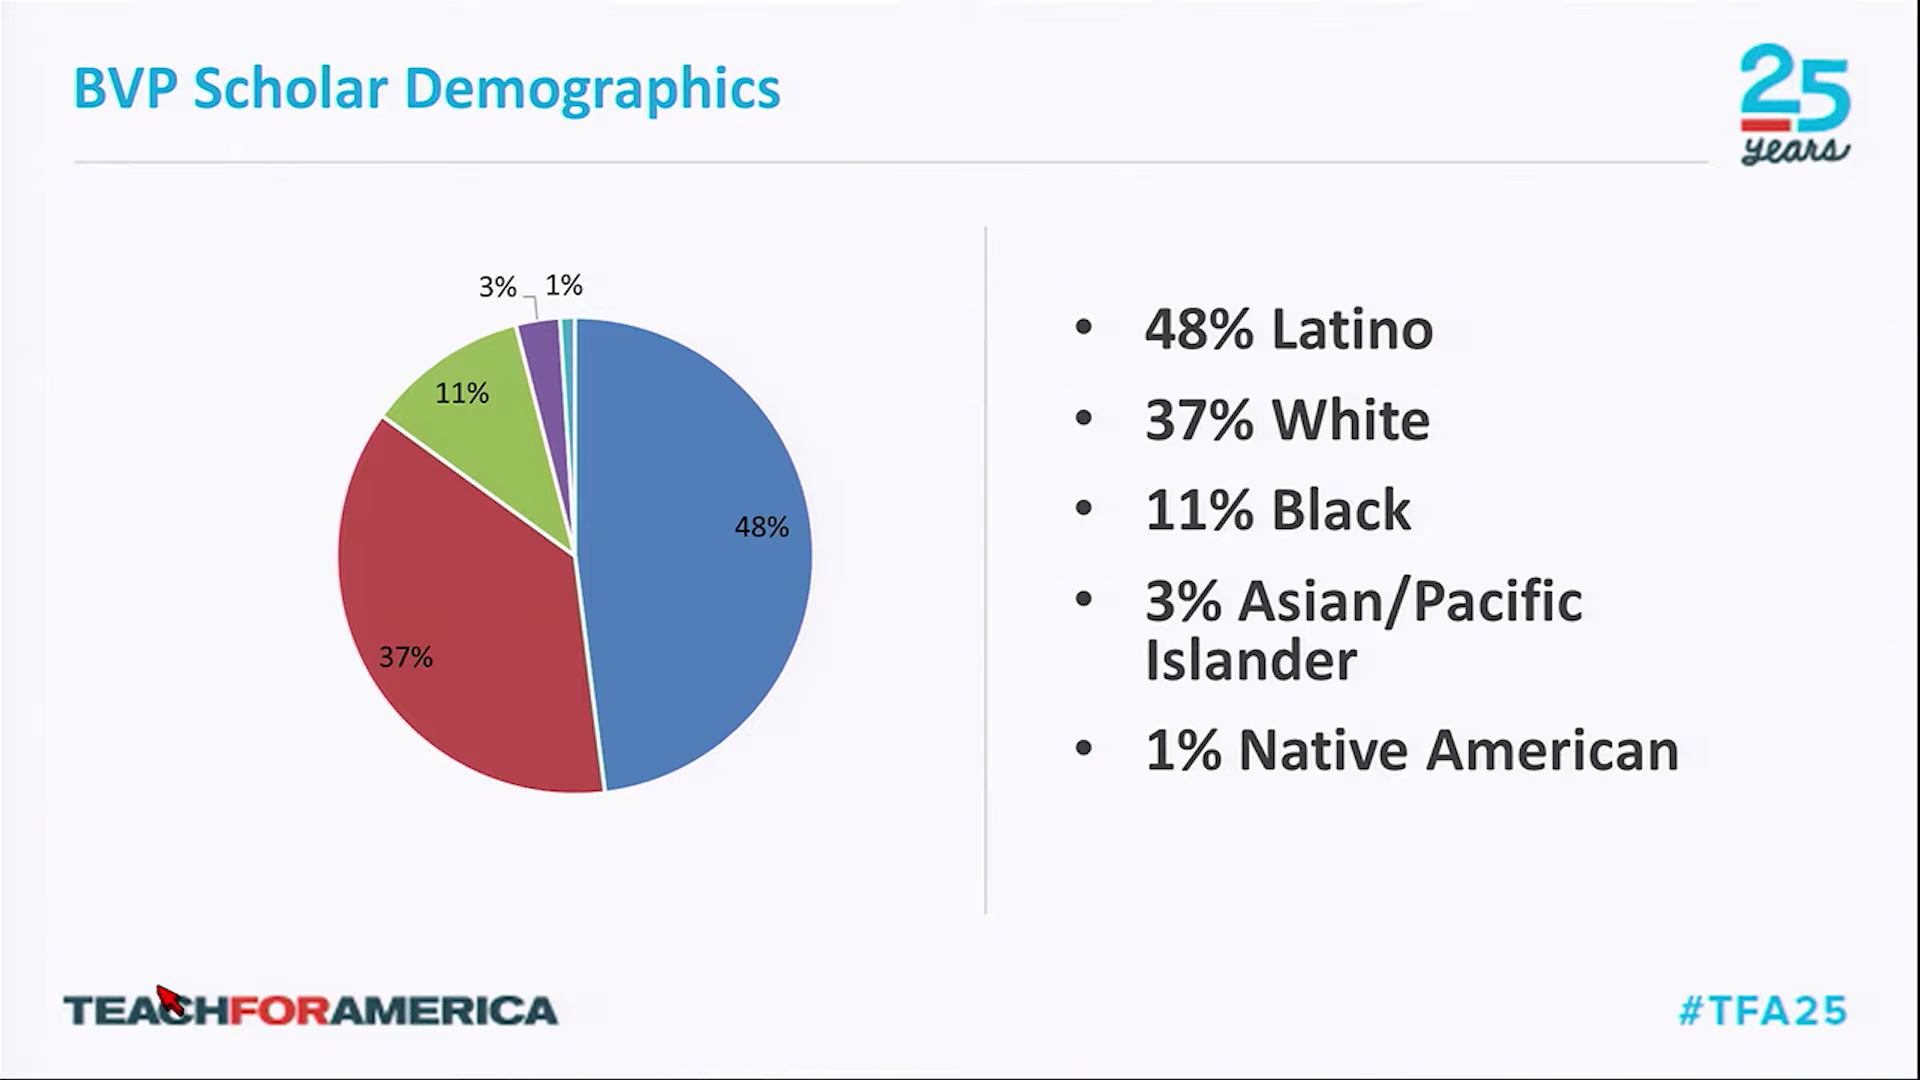 BVP Scholar Demographics
25
years
3%
1%
11%
48%
37%
• 48% Latino
• 37% White
• 11% Black
• 3% Asian/Pacific
Islander
• 1% Native American
TEACHFORAMERICA
#TFA25